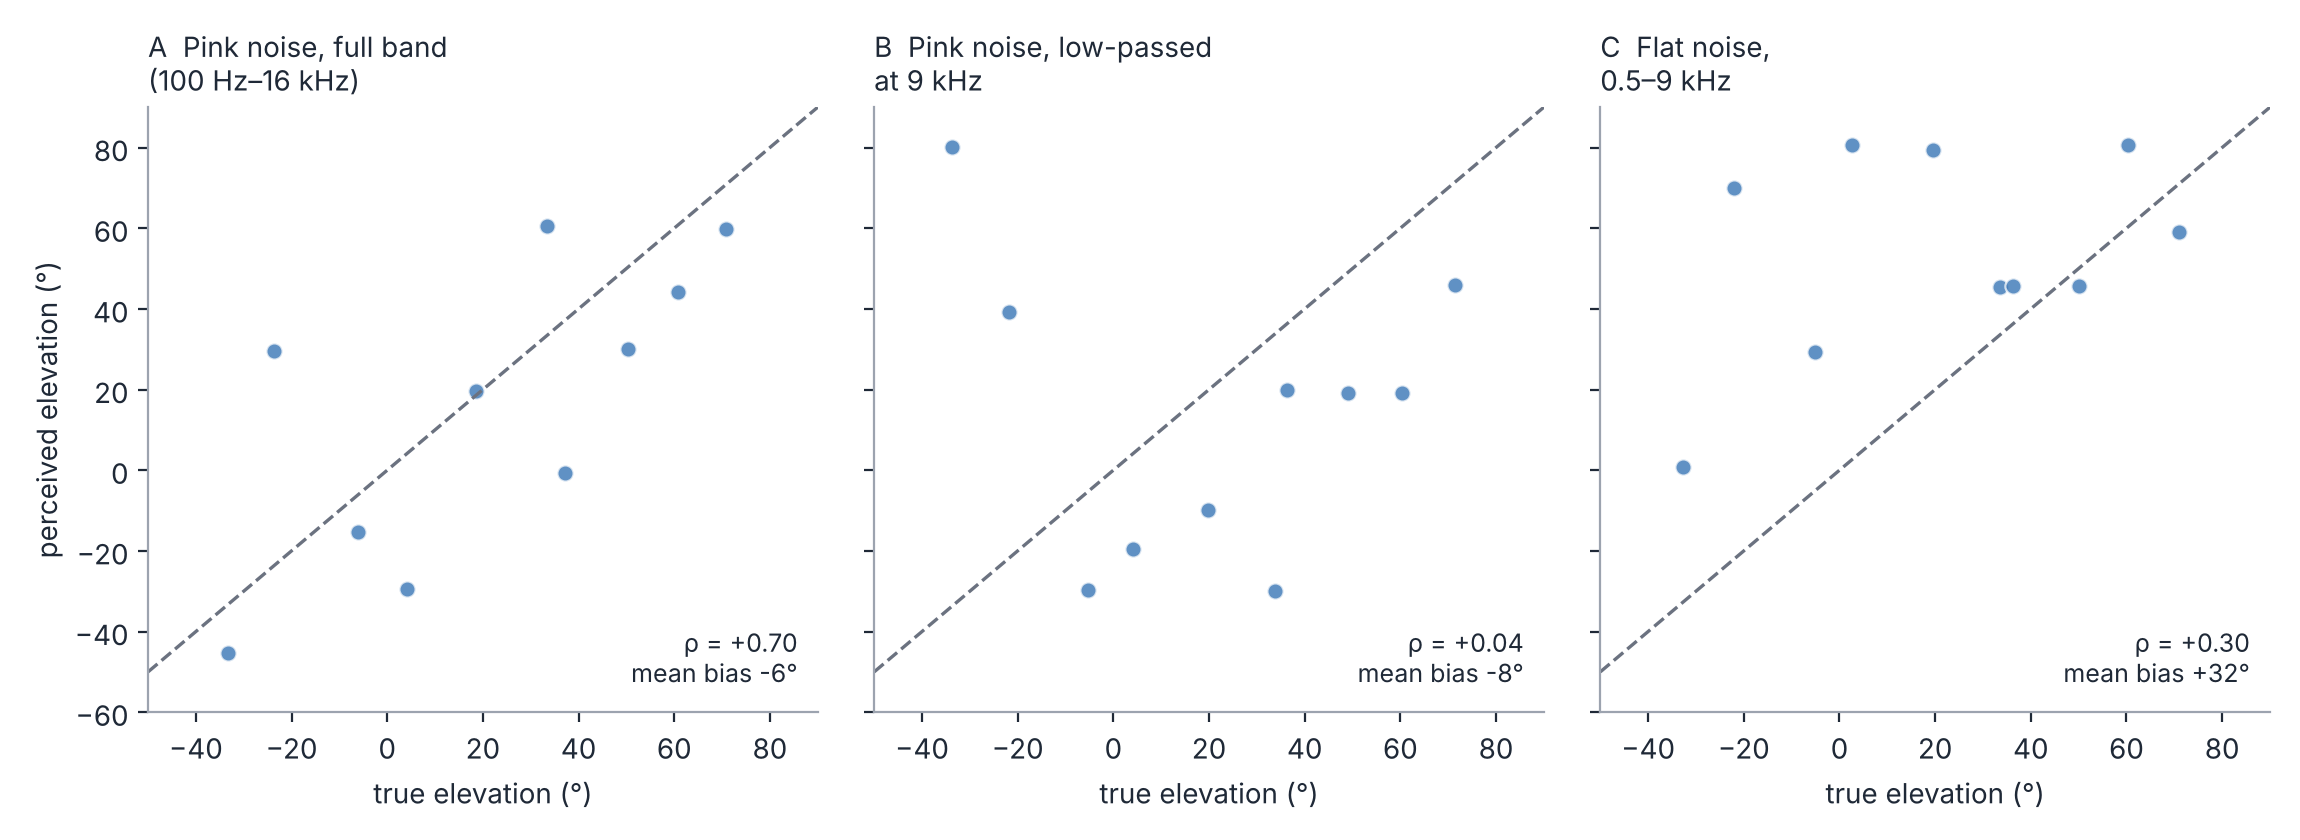 A Pink noise, full band
(100 Hz–16 kHz)
B Pink noise, low-passed
at 9 kHz
C Flat noise,
0.5–9 kHz
perceived elevation (°)
80
60
40
20
0
−20
−40
−60
ρ = +0.70
mean bias -6°
ρ = +0.04
mean bias -8°
ρ = +0.30
mean bias +32°
−40 −20 0 20 40 60 80
−40 −20 0 20 40 60 80
−40 −20 0 20 40 60 80
true elevation (°)
true elevation (°)
true elevation (°)